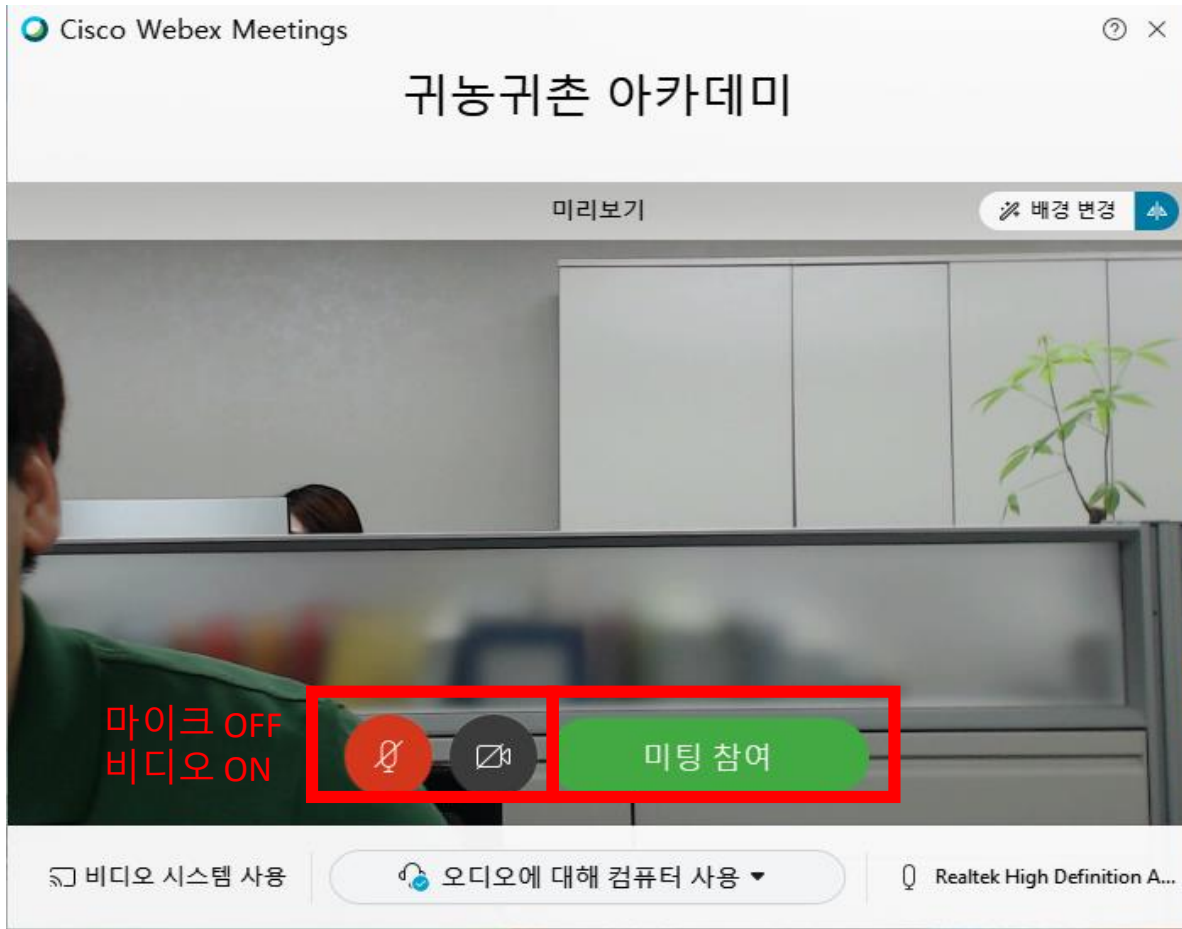 Cisco Webex Meetings
귀농귀촌 아카데미
미리보기
배경 변경
마이크 OFF
비디오 ON
미팅 참여
비디오 시스템 사용
오디오에 대해 컴퓨터 사용
Realtek High Definition A...